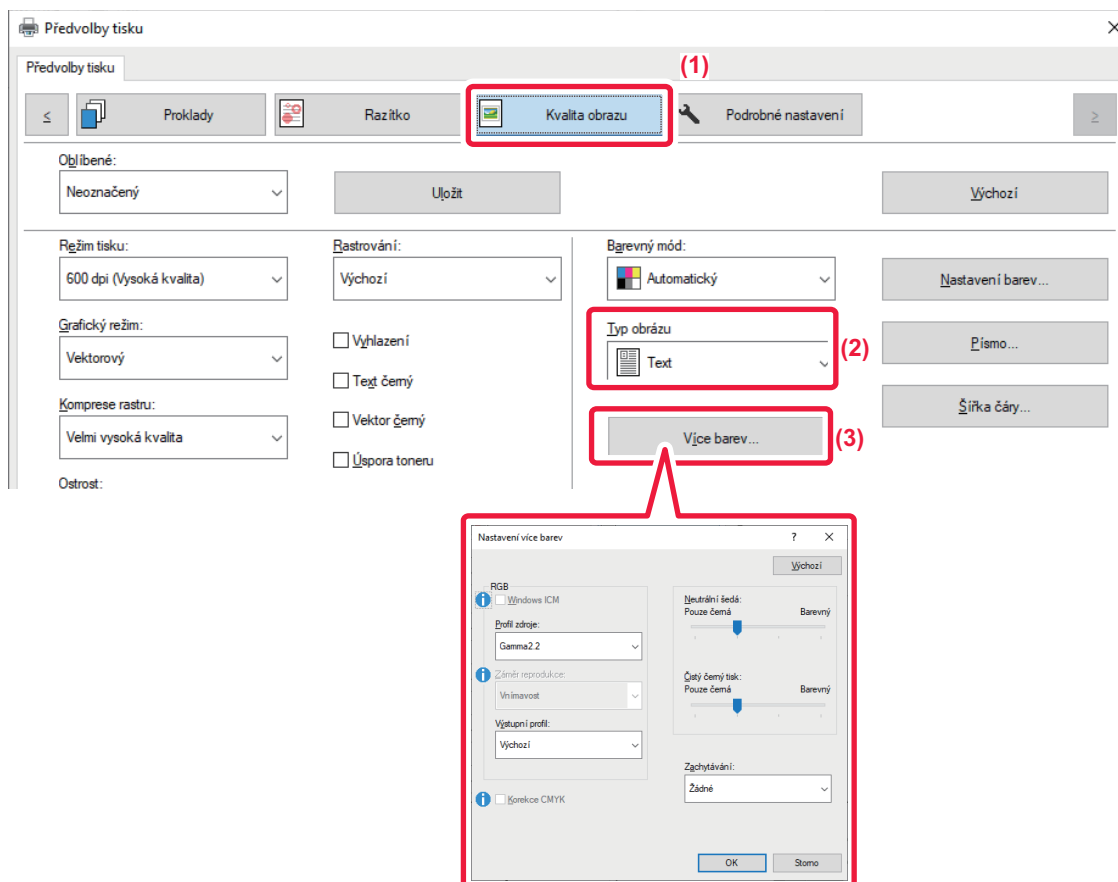 Předvolby tisku
Předvolby tisku
(1)
≤ Proklady Razítko Kvalita obrazu Podrobné nastavení ≥
Oblíbené:
Neoznačený Uložit Výchozí
Režim tisku: Rastrování: Barevný mód:
600 dpi (Vysoká kvalita) Výchozí Automatický Nastavení barev...
Grafický režim: Typ obrázu
Vektorový Vyhlazení Text (2) Písmo...
Text černý
Komprese rastru: Vektor černý Šířka čáry...
Velmi vysoká kvalita Více barev... (3)
Úspora toneru
Ostrost:
Nastavení více barev ? ×
Výchozí
RGB
Windows ICM
Profil zdroje:
Gamma2.2
Záměr reprodukce:
Vnímavost
Výstupní profil:
Výchozí
Korekce CMYK
Neutrální šedá:
Pouze černá Barevný
Čistý černý tisk:
Pouze černá Barevný
Zachytávání:
Žádné
OK Storno